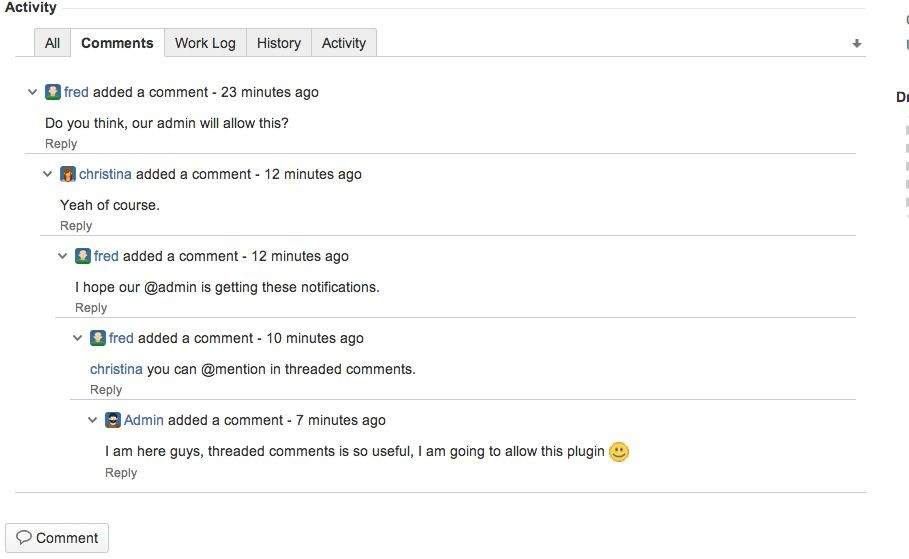 Activity
All Comments Work Log History Activity
fred added a comment - 23 minutes ago
Do you think, our admin will allow this?
Reply
christina added a comment - 12 minutes ago
Yeah of course.
Reply
fred added a comment - 12 minutes ago
I hope our @admin is getting these notifications.
Reply
fred added a comment - 10 minutes ago
christina you can @mention in threaded comments.
Reply
Admin added a comment - 7 minutes ago
I am here guys, threaded comments is so useful, I am going to allow this plugin
Reply
Comment